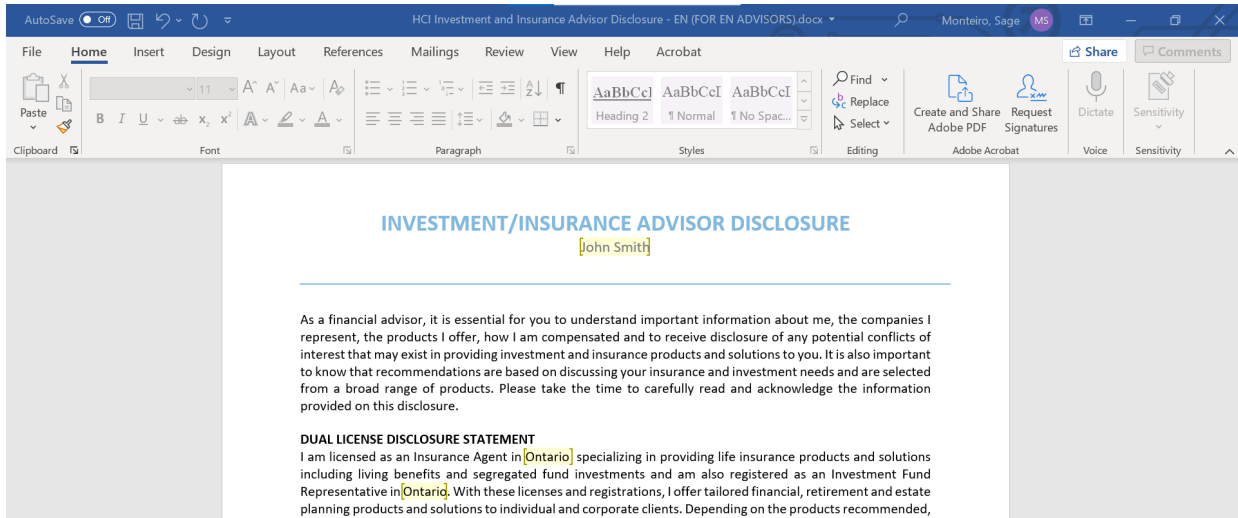 AutoSave Off HCI Investment and Insurance Advisor Disclosure - EN (FOR EN ADVISORS).docx Monteiro, Sage MS
File Home Insert Design Layout References Mailings Review View Help Acrobat Share Comments
Paste
11 A A Aa A
B I U ab x2 x2 A A
A Z ¶
AaBbCcI AaBbCcI AaBbCcI
Heading 2 ¶ Normal ¶ No Spac...
Find
Replace
Select
Create and Share Adobe PDF
Request Signatures
Dictate
Sensitivity
Clipboard Font Paragraph Styles Editing Adobe Acrobat Voice Sensitivity
INVESTMENT/INSURANCE ADVISOR DISCLOSURE
John Smith
As a financial advisor, it is essential for you to understand important information about me, the companies I
represent, the products I offer, how I am compensated and to receive disclosure of any potential conflicts of
interest that may exist in providing investment and insurance products and solutions to you. It is also important
to know that recommendations are based on discussing your insurance and investment needs and are selected
from a broad range of products. Please take the time to carefully read and acknowledge the information
provided on this disclosure.
DUAL LICENSE DISCLOSURE STATEMENT
I am licensed as an Insurance Agent in Ontario specializing in providing life insurance products and solutions
including living benefits and segregated fund investments and am also registered as an Investment Fund
Representative in Ontario. With these licenses and registrations, I offer tailored financial, retirement and estate
planning products and solutions to individual and corporate clients. Depending on the products recommended,